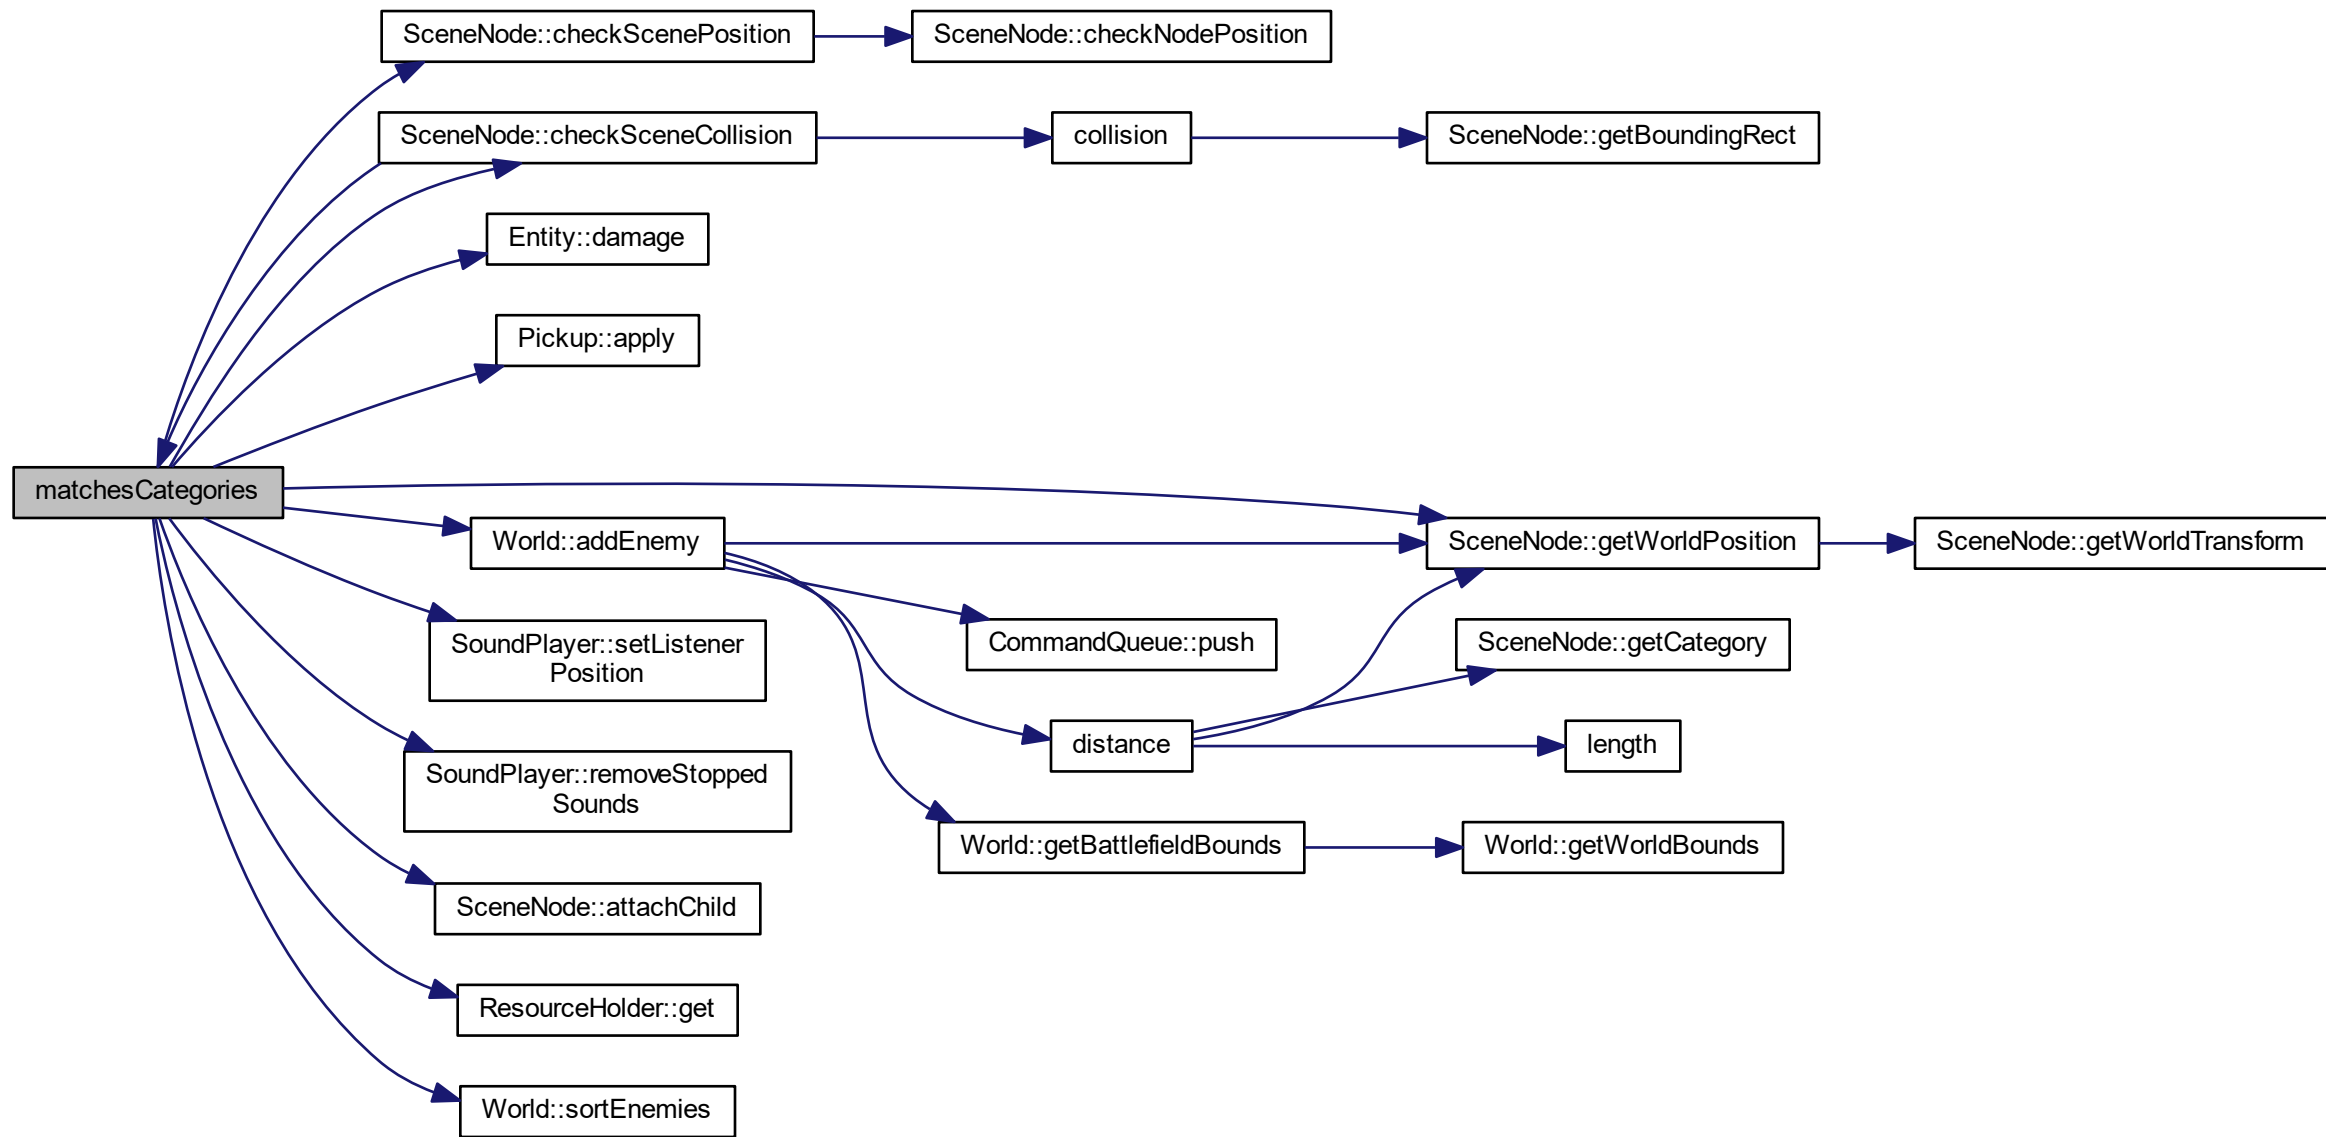 SceneNode::checkScenePosition
SceneNode::checkNodePosition
SceneNode::checkSceneCollision
collision
SceneNode::getBoundingRect
Entity::damage
Pickup::apply
matchesCategories
World::addEnemy
SceneNode::getWorldPosition
SceneNode::getWorldTransform
SoundPlayer::setListener
Position
CommandQueue::push
SceneNode::getCategory
SoundPlayer::removeStopped
Sounds
distance
length
World::getBattlefieldBounds
World::getWorldBounds
SceneNode::attachChild
ResourceHolder::get
World::sortEnemies